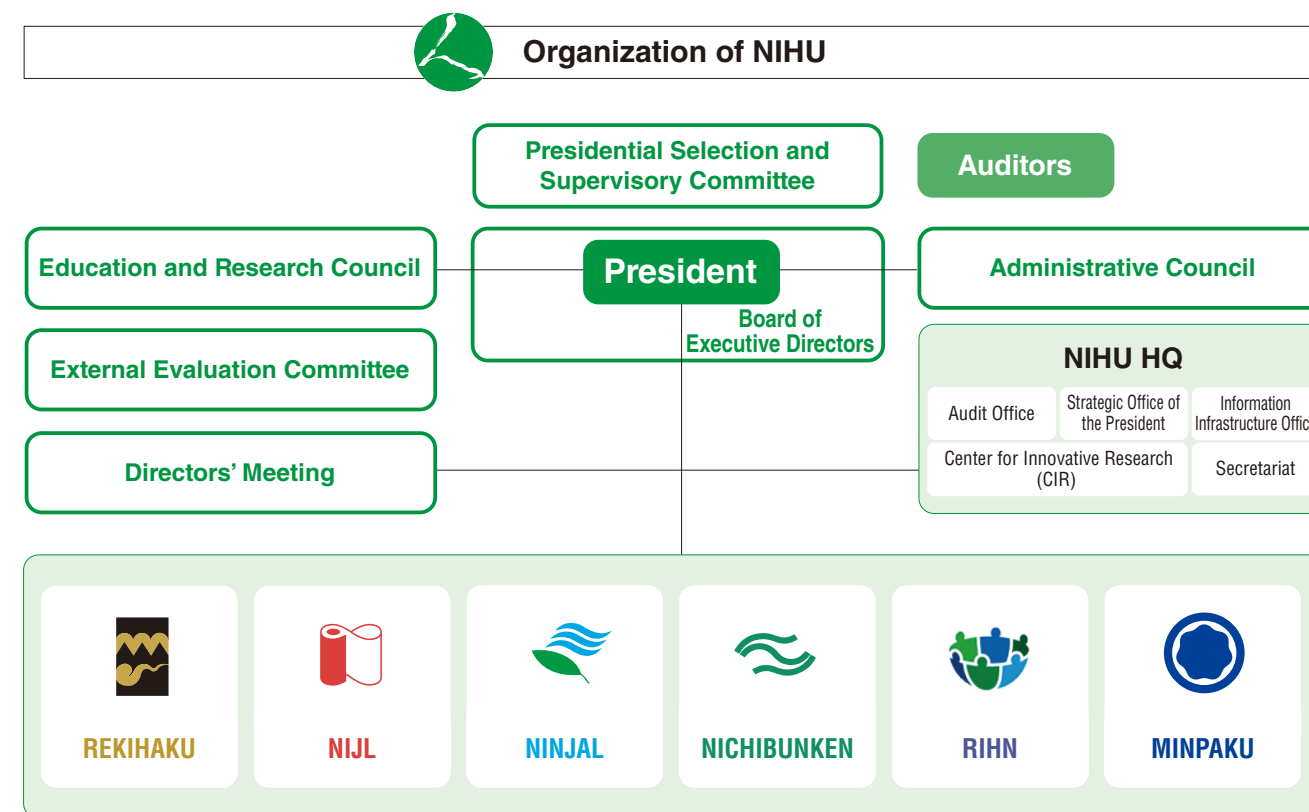 Organization of NIHU
Presidential Selection and
Supervisory Committee
Auditors
Education and Research Council
President
Board of
Executive Directors
Administrative Council
External Evaluation Committee
Directors’ Meeting
NIHU HQ
Audit Office
Strategic Office of
the President
Information
Infrastructure Offic
Center for Innovative Research
(CIR)
Secretariat
REKIHAKU
NIJL
NINJAL
NICHIBUNKEN
RIHN
MINPAKU